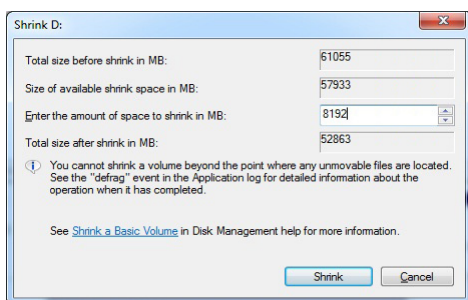 Shrink D:
Total size before shrink in MB: 61055
Size of available shrink space in MB: 57933
Enter the amount of space to shrink in MB: 8192
Total size after shrink in MB: 52863
You cannot shrink a volume beyond the point where any unmovable files are located.
See the "defrag" event in the Application log for detailed information about the
operation when it has completed.
See Shrink a Basic Volume in Disk Management help for more information.
Shrink Cancel